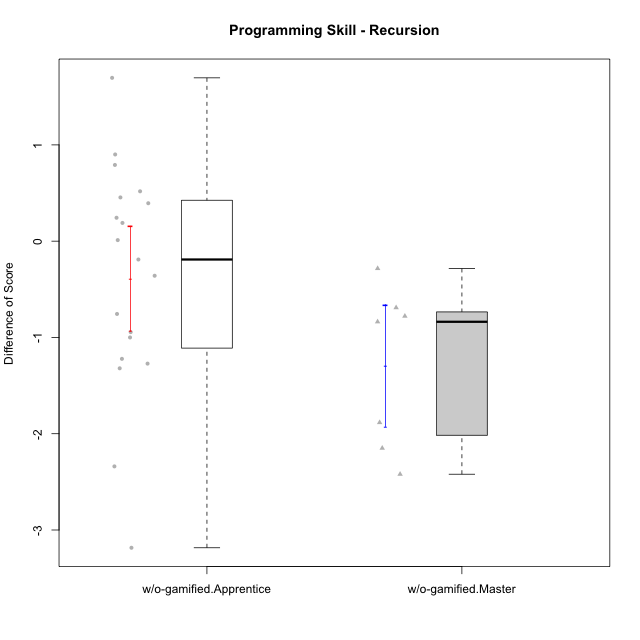 Programming Skill - Recursion
Difference of Score
1
0
-1
-2
-3
w/o-gamified.Apprentice
w/o-gamified.Master